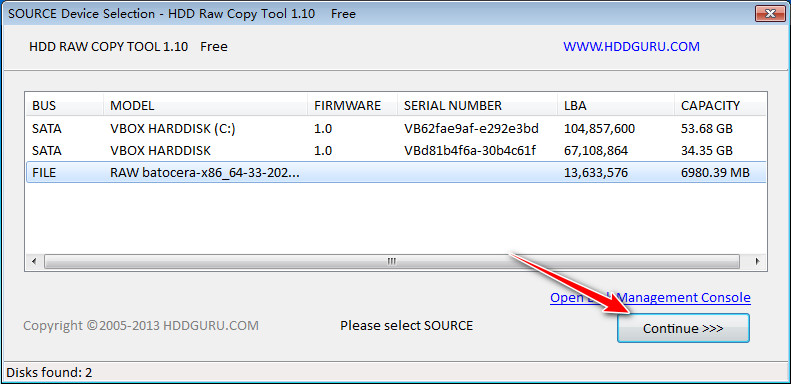 SOURCE Device Selection - HDD Raw Copy Tool 1.10 Free
HDD RAW COPY TOOL 1.10 Free WWW.HDDGURU.COM
BUS MODEL FIRMWARE SERIAL NUMBER LBA CAPACITY
SATA VBOX HARDDISK (C:) 1.0 VB62fae9af-e292e3bd 104,857,600 53.68 GB
SATA VBOX HARDDISK 1.0 VBd81b4f6a-30b4c61f 67,108,864 34.35 GB
FILE RAW batocera-x86_64-33-202... 13,633,576 6980.39 MB
Open Management Console
Copyright ©2005-2013 HDDGURU.COM Please select SOURCE Continue >>>
Disks found: 2